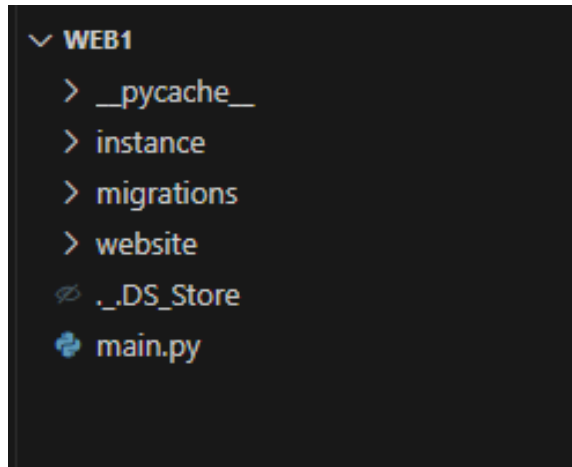 WEB1
__pycache__
instance
migrations
website
._.DS_Store
main.py